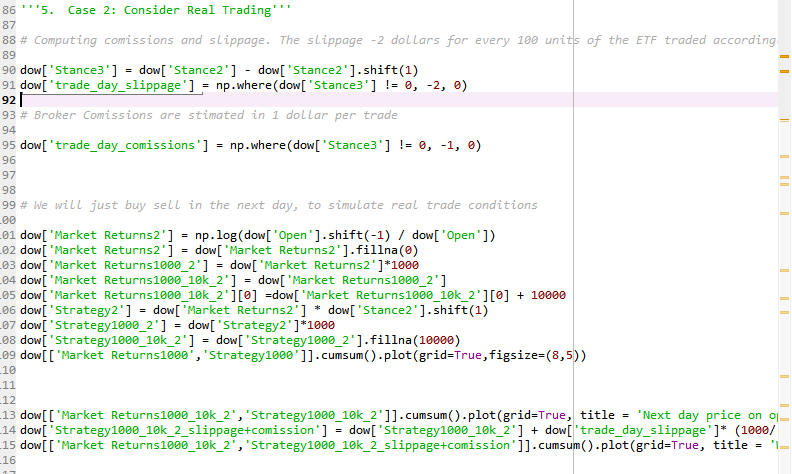 86 '''5.  Case 2: Consider Real Trading'''
87
88 # Computing comissions and slippage. The slippage -2 dollars for every 100 units of the ETF traded according
89
90 dow['Stance3'] = dow['Stance2'] - dow['Stance2'].shift(1)
91 dow['trade_day_slippage'] = np.where(dow['Stance3'] != 0, -2, 0)
92
93 # Broker Comissions are stimated in 1 dollar per trade
94
95 dow['trade_day_comissions'] = np.where(dow['Stance3'] != 0, -1, 0)
96
97
98
99 # We will just buy sell in the next day, to simulate real trade conditions
00
01 dow['Market Returns2'] = np.log(dow['Open'].shift(-1) / dow['Open'])
02 dow['Market Returns2'] = dow['Market Returns2'].fillna(0)
03 dow['Market Returns1000_2'] = dow['Market Returns2']*1000
04 dow['Market Returns1000_10k_2'] = dow['Market Returns1000_2']
05 dow['Market Returns1000_10k_2'][0] =dow['Market Returns1000_10k_2'][0] + 10000
06 dow['Strategy2'] = dow['Market Returns2'] * dow['Stance2'].shift(1)
07 dow['Strategy1000_2'] = dow['Strategy2']*1000
08 dow['Strategy1000_10k_2'] = dow['Strategy1000_2'].fillna(10000)
09 dow[['Market Returns1000','Strategy1000']].cumsum().plot(grid=True,figsize=(8,5))
10
11
12
13 dow[['Market Returns1000_10k_2','Strategy1000_10k_2']].cumsum().plot(grid=True, title = 'Next day price on o
14 dow['Strategy1000_10k_2_slippage+comission'] = dow['Strategy1000_10k_2'] + dow['trade_day_slippage']* (1000/
15 dow[['Market Returns1000_10k_2','Strategy1000_10k_2_slippage+comission']].cumsum().plot(grid=True, title = '
16